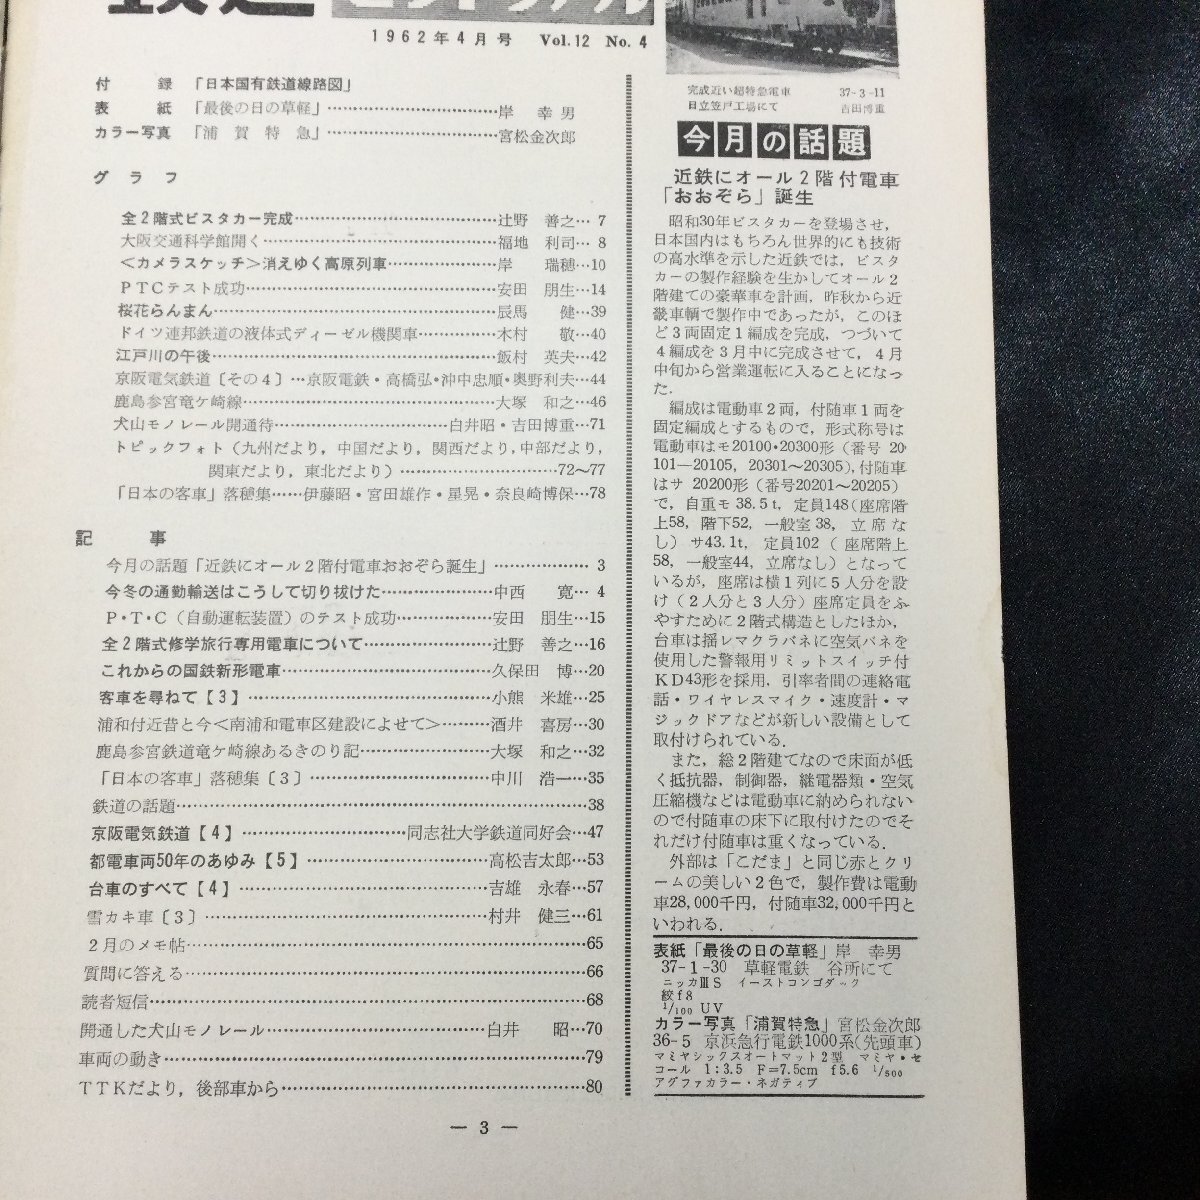 鉄道ピクトリアル
1962年4月号 Vol.12 No.4
付録「日本国有鉄道線路図」
表紙「最後の日の草軽」……岸 幸男
カラー写真「浦賀特急」……宮松金次郎
グラフ
全2階式ビスタカー完成……辻野 善之…7
大阪交通科学館開く……福地 利司…8
<カメラスケッチ>消えゆく高原列車……岸 瑞穂…10
PTCテスト成功……安田 朋生…14
桜花らんまん……辰馬 健…39
ドイツ連邦鉄道の液体式ディーゼル機関車……木村 敬…40
江戸川の午後……飯村 英夫…42
京阪電気鉄道〔その4〕…京阪電鉄・高橋弘・沖中忠順・奥野利夫…44
鹿島参宮竜ケ崎線……大塚 和之…46
犬山モノレール開通待……白井昭・吉田博重…71
トピックフォト（九州だより，中国だより，関西だより，中部だより，
関東だより，東北だより）……72～77
「日本の客車」落穂集……伊藤昭・宮田雄作・星晃・奈良崎博保…78
記事
今月の話題「近鉄にオール2階付電車おおぞら誕生」……3
今冬の通勤輸送はこうして切り抜けた……中西 寛…4
P・T・C（自動運転装置）のテスト成功……安田 朋生…15
全2階式修学旅行専用電車について……辻野 善之…16
これからの国鉄新形電車……久保田 博…20
客車を尋ねて【3】……小熊 米雄…25
浦和付近昔と今<南浦和電車区建設によせて>……酒井 喜房…30
鹿島参宮鉄道竜ケ崎線あるきのり記……大塚 和之…32
「日本の客車」落穂集〔3〕……中川 浩一…35
鉄道の話題……38
京阪電気鉄道【4】……同志社大学鉄道同好会…47
都電車両50年のあゆみ【5】……高松吉太郎…53
台車のすべて【4】……吉雄 永春…57
雪カキ車〔3〕……村井 健三…61
2月のメモ帖……65
質問に答える……66
読者短信……68
開通した犬山モノレール……白井 昭…70
車両の動き……79
TTKだより，後部車から……80
完成近い超特急電車 37-3-11
日立笠戸工場にて 吉田博重
今月の話題
近鉄にオール2階付電車
「おおぞら」誕生
昭和30年ビスタカーを登場させ，
日本国内はもちろん世界的にも技術
の高水準を示した近鉄では，ビスタ
カーの製作経験を生かしてオール2
階建ての豪華車を計画，昨秋から近
畿車輌で製作中であったが，このほ
ど3両固定1編成を完成，つづいて
4編成を3月中に完成させて，4月
中旬から営業運転に入ることになっ
た．
編成は電動車2両，付随車1両を
固定編成とするもので，形式称号は
電動車はモ20100・20300形（番号20
101—20105，20301～20305），付随車
はサ20200形（番号20201～20205）
で，自重モ38.5t，定員148（座席階
上58，階下52，一般室38，立席な
し）サ43.1t，定員102（座席階上
58，一般室44，立席なし）となって
いるが，座席は横1列に5人分を設
け（2人分と3人分）座席定員をふ
やすために2階式構造としたほか，
台車は揺レマクラバネに空気バネを
使用した警報用リミットスイッチ付
KD43形を採用，引率者間の連絡電
話・ワイヤレスマイク・速度計・マ
ジックドアなどが新しい設備として
取付けられている．
また，総2階建てなので床面が低
く抵抗器，制御器，継電器類・空気
圧縮機などは電動車に納められない
ので付随車の床下に取付けたのでそ
れだけ付随車は重くなっている．
外部は「こだま」と同じ赤とクリ
ームの美しい2色で，製作費は電動
車28,000千円，付随車32,000千円と
いわれる．
表紙「最後の日の草軽」岸 幸男
37-1-30 草軽電鉄 谷所にて
ニッカⅢS イーストコンゴダック
絞f8
1/100 UV
カラー写真「浦賀特急」宮松金次郎
36-5 京浜急行電鉄1000系(先頭車)
マミヤシックスオートマット2型 マミヤ・セ
コール 1:3.5 F=7.5cm f5.6 1/500
アグファカラー・ネガティブ
— 3 —